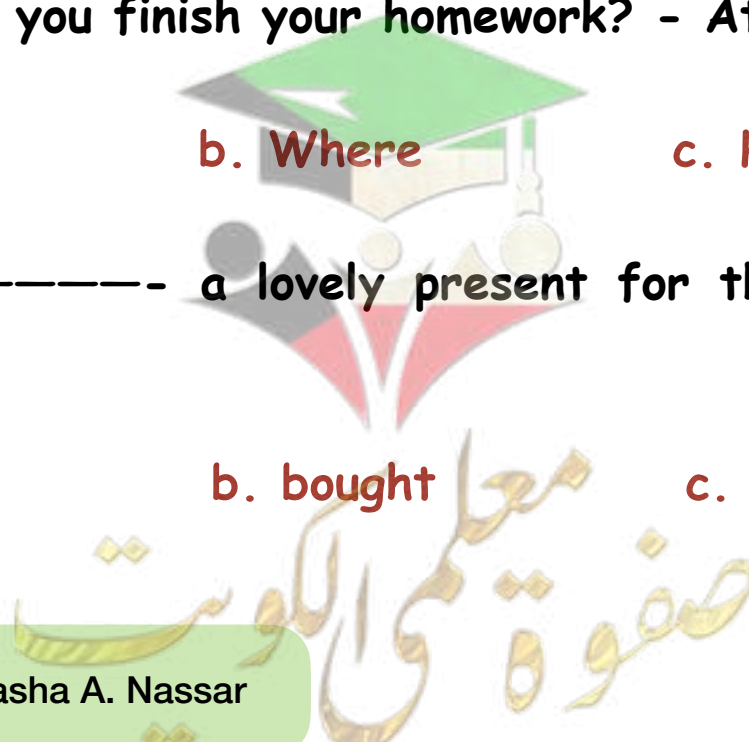 you finish your homework? - At
b. Where c.
————- a lovely present for th
b. bought c.
معلمي الكويت
صفوة
asha A. Nassar